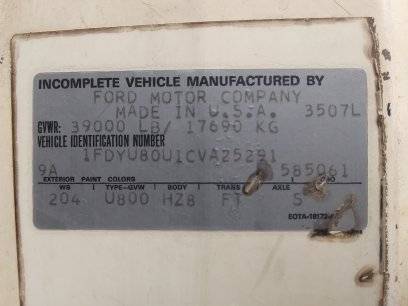 INCOMPLETE VEHICLE MANUFACTURED BY
FORD MOTOR COMPANY
MADE IN U.S.A. 3507L
GVWR: 39000 LB/ 17690 KG
VEHICLE IDENTIFICATION NUMBER
1FDYU80U1CVA25291
9A 585061
EXTERIOR PAINT COLORS DSO
WB TYPE-GVW BODY TRANS AXLE
204 U800 HZ8 FT S